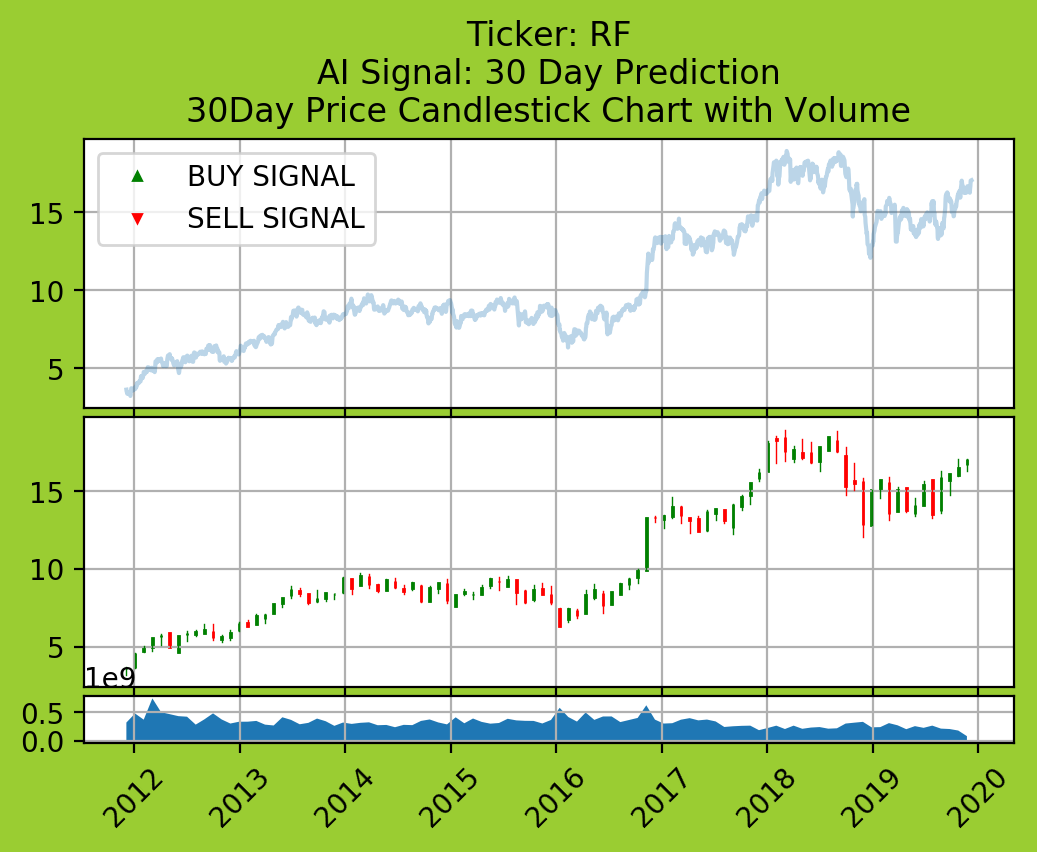 Ticker: RF
AI Signal: 30 Day Prediction
30Day Price Candlestick Chart with Volume
BUY SIGNAL
SELL SIGNAL
15
10
5
15
10
5
1e9
0.5
0.0
2012 2013 2014 2015 2016 2017 2018 2019 2020